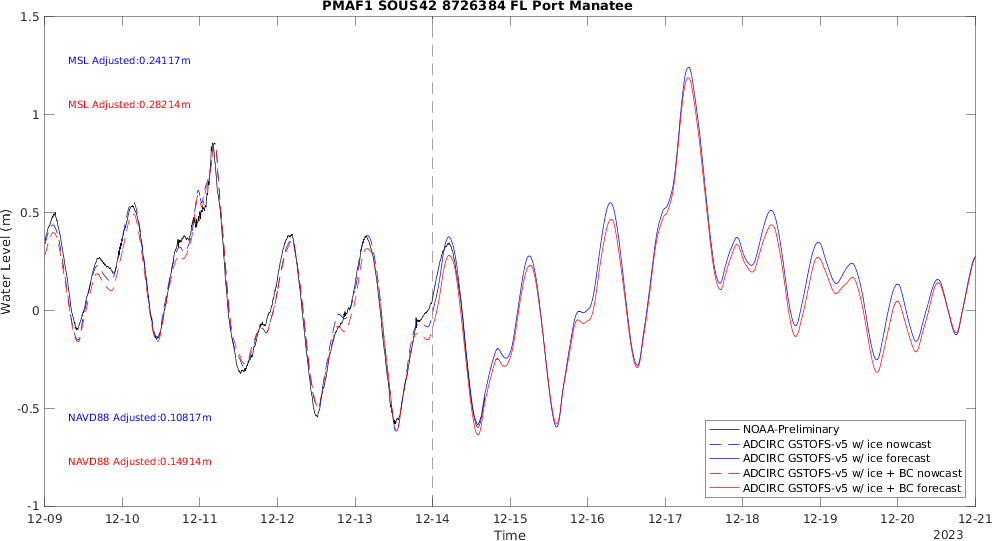 PMAF1 SOUS42 8726384 FL Port Manatee
1.5
1
0.5
0
-0.5
-1
Water Level (m)
MSL Adjusted:0.24117m
MSL Adjusted:0.28214m
NAVD88 Adjusted:0.10817m
NAVD88 Adjusted:0.14914m
NOAA-Preliminary
ADCIRC GSTOFS-v5 w/ ice nowcast
ADCIRC GSTOFS-v5 w/ ice forecast
ADCIRC GSTOFS-v5 w/ ice + BC nowcast
ADCIRC GSTOFS-v5 w/ ice + BC forecast
12-09 12-10 12-11 12-12 12-13 12-14 12-15 12-16 12-17 12-18 12-19 12-20 12-21
Time
2023